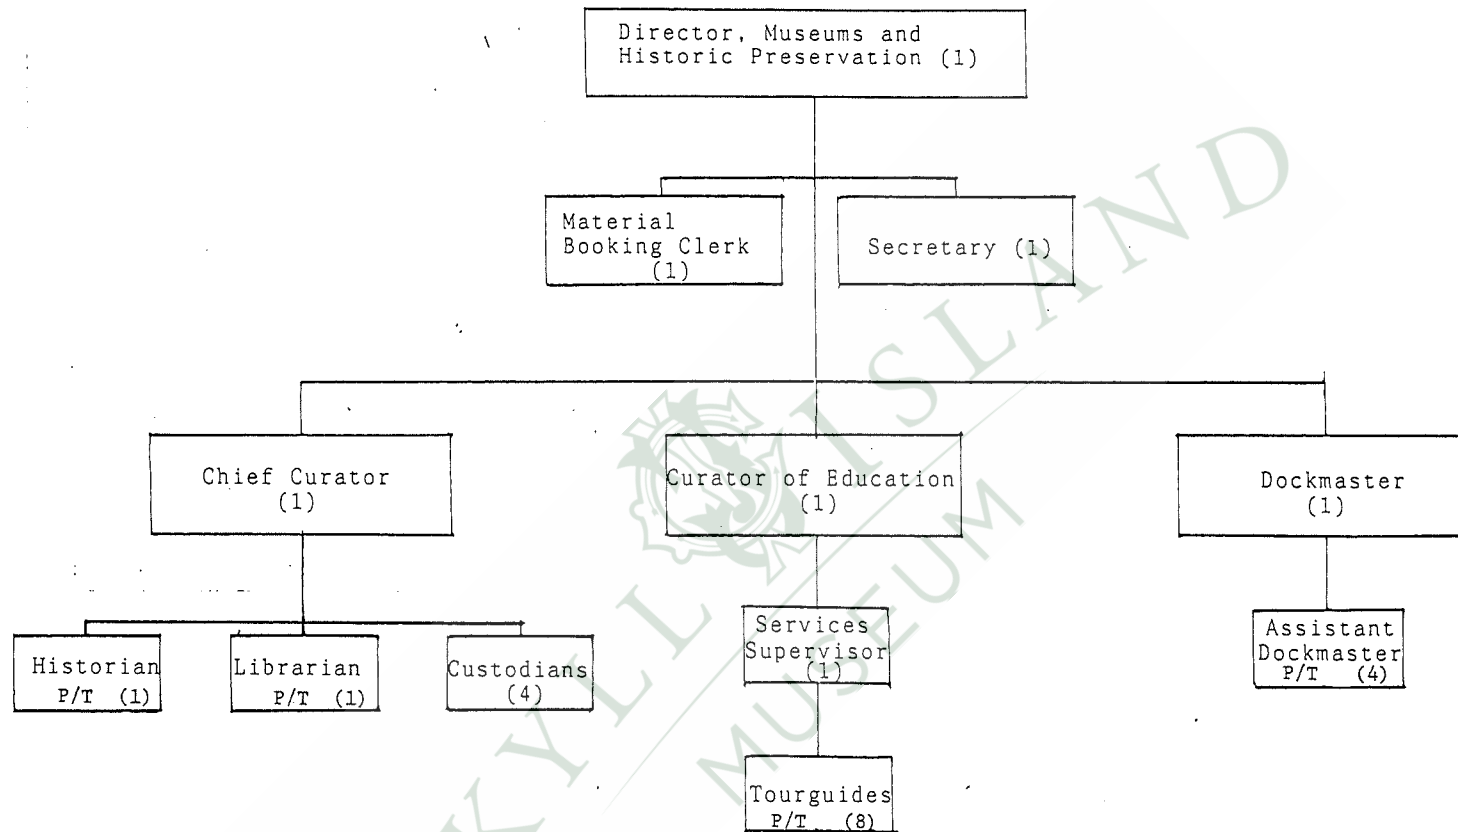 Director, Museums and
Historic Preservation (1)
Material
Booking Clerk
(1)
Secretary (1)
Chief Curator
(1)
Curator of Education
(1)
Dockmaster
(1)
Historian
P/T (1)
Librarian
P/T (1)
Custodians
(4)
Services
Supervisor
(1)
Assistant
Dockmaster
P/T (4)
Tourguides
P/T (8)
KYLL ISLAND
MUSEUM